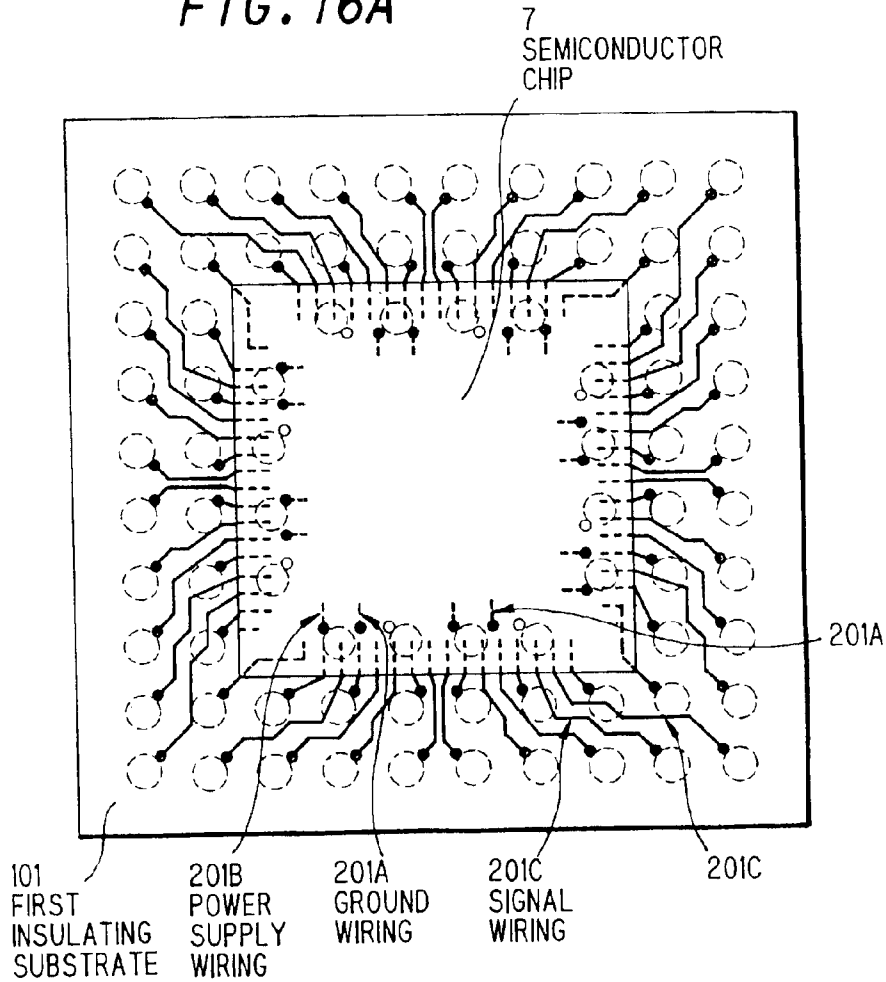 FIG. 16A
7
SEMICONDUCTOR
CHIP
201A
101
FIRST
INSULATING
SUBSTRATE
201B
POWER
SUPPLY
WIRING
201A
GROUND
WIRING
201C
SIGNAL
WIRING
201C